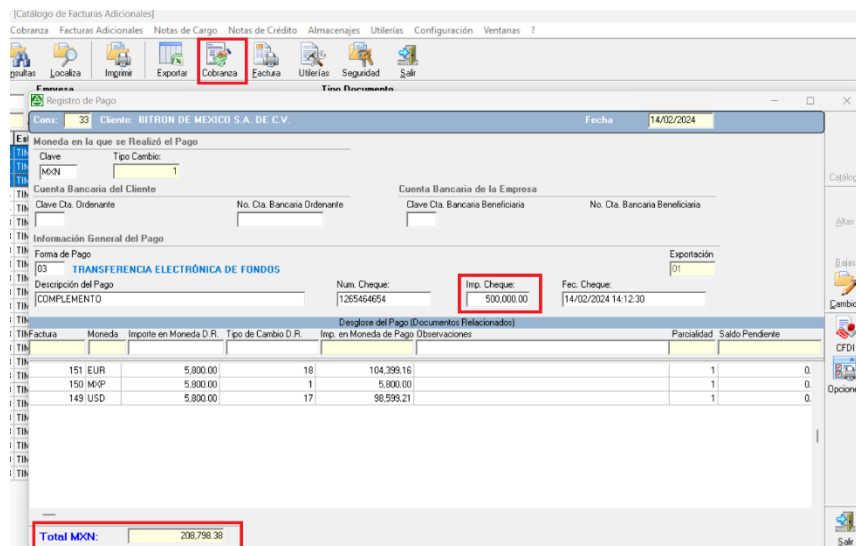 [Catálogo de Facturas Adicionales]
Cobranza Facturas Adicionales Notas de Cargo Notas de Crédito Almacenajes Utilerías Configuración Ventanas ?
Localiza Imprimir Exportar Cobranza Factura Utilerías Seguridad Salir
Empresa Tipo Documento
Registro de Pago
Cons: 33 Cliente: BITRON DE MEXICO S.A. DE C.V. Fecha 14/02/2024
Moneda en la que se Realizó el Pago
Clave Tipo Cambio:
MXN 1
Cuenta Bancaria del Cliente Cuenta Bancaria de la Empresa
Clave Cta. Ordenante No. Cta. Bancaria Ordenante Clave Cta. Bancaria Beneficiaria No. Cta. Bancaria Beneficiaria
Información General del Pago
Forma de Pago Exportación
03 TRANSFERENCIA ELECTRÓNICA DE FONDOS 01
Descripción del Pago Num. Cheque: Imp. Cheque: Fec. Cheque:
COMPLEMENTO 1265464654 500,000.00 14/02/2024 14:12:30
Desglose del Pago (Documentos Relacionados)
Factura Moneda Importe en Moneda D.R. Tipo de Cambio D.R. Imp. en Moneda de Pago Observaciones Parcialidad Saldo Pendiente
151 EUR 5,800.00 18 104,399.16 1 0.
150 MXP 5,800.00 1 5,800.00 1 0.
149 USD 5,800.00 17 98,599.21 1 0.
Total MXN: 208,798.38
Altas
Bajas
CFDI
Salir